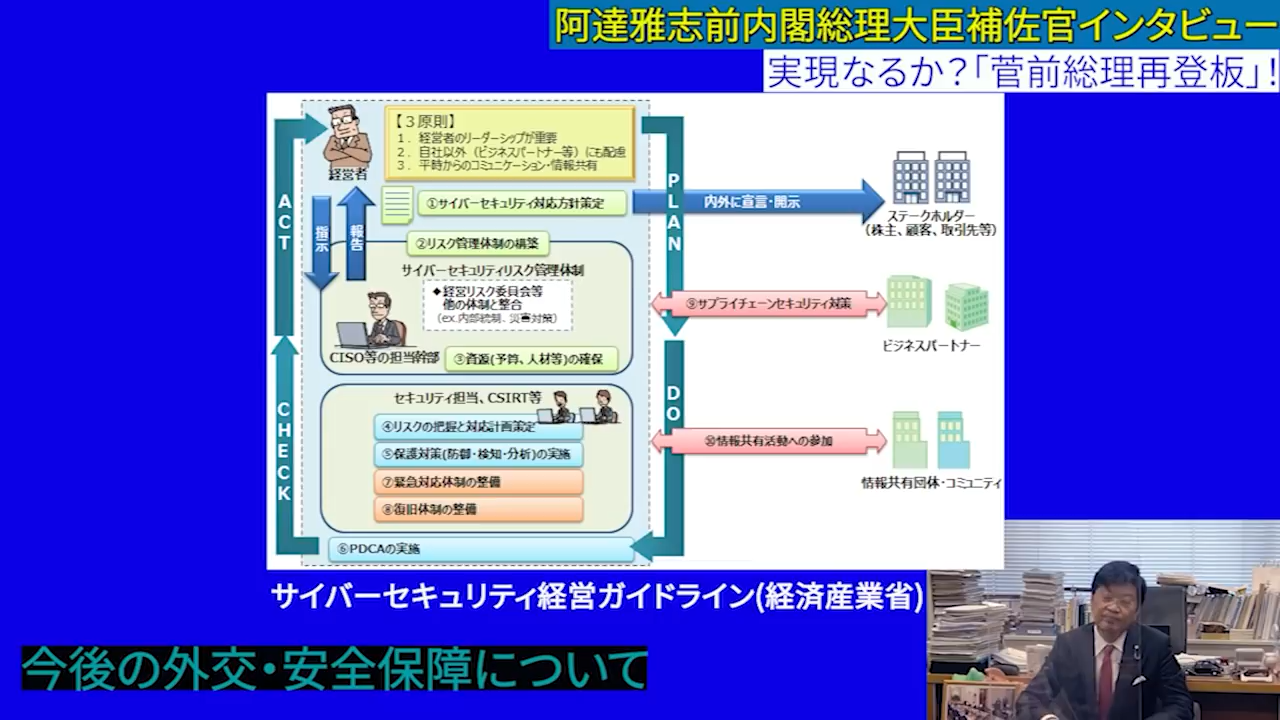 阿達雅志前内閣総理大臣補佐官インタビュー
実現なるか?「菅前総理再登板」!
【3原則】
1. 経営者のリーダーシップが重要
2. 自社以外(ビジネスパートナー等)にも配慮
3. 平時からのコミュニケーション・情報共有
経営者
①サイバーセキュリティ対応方針策定
PLAN
内外に宣言・開示
ステークホルダー
(株主、顧客、取引先等)
ACT
指示
報告
②リスク管理体制の構築
サイバーセキュリティリスク管理体制
◆経営リスク委員会等
他の体制と整合
(ex.内部統制、災害対策)
⑨サプライチェーンセキュリティ対策
ビジネスパートナー
CISO等の担当幹部
③資源(予算、人材等)の確保
セキュリティ担当、CSIRT等
DO
CHECK
④リスクの把握と対応計画策定
⑩情報共有活動への参加
⑤保護対策(防御・検知・分析)の実施
⑦緊急対応体制の整備
情報共有団体・コミュニティ
⑧復旧体制の整備
⑥PDCAの実施
サイバーセキュリティ経営ガイドライン(経済産業省)
今後の外交・安全保障について